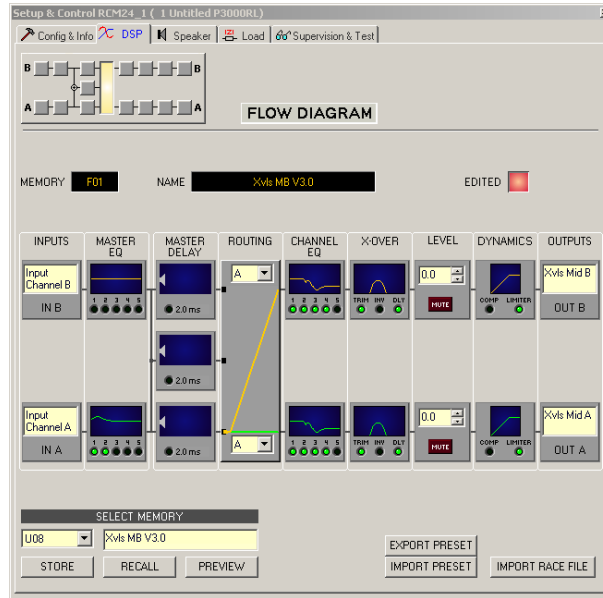 Setup & Control RCM24_1 ( 1 Untitled P3000RL)
Config & Info DSP Speaker Load Supervision & Test
B B
A A
FLOW DIAGRAM
MEMORY F01 NAME Xvls MB V3.0 EDITED
INPUTS MASTER EQ MASTER DELAY ROUTING CHANNEL EQ X-OVER LEVEL DYNAMICS OUTPUTS
Input Channel B A 0.0 Xvls Mid B
IN B 1 2 3 4 5 2.0 ms 1 2 3 4 5 TRIM INV DLY MUTE COMP LIMITER OUT B
2.0 ms
Input Channel A 0.0 Xvls Mid A
IN A 1 2 3 4 5 2.0 ms A 1 2 3 4 5 TRIM INV DLY MUTE COMP LIMITER OUT A
SELECT MEMORY
U08 Xvls MB V3.0
EXPORT PRESET
STORE RECALL PREVIEW IMPORT PRESET IMPORT RACE FILE